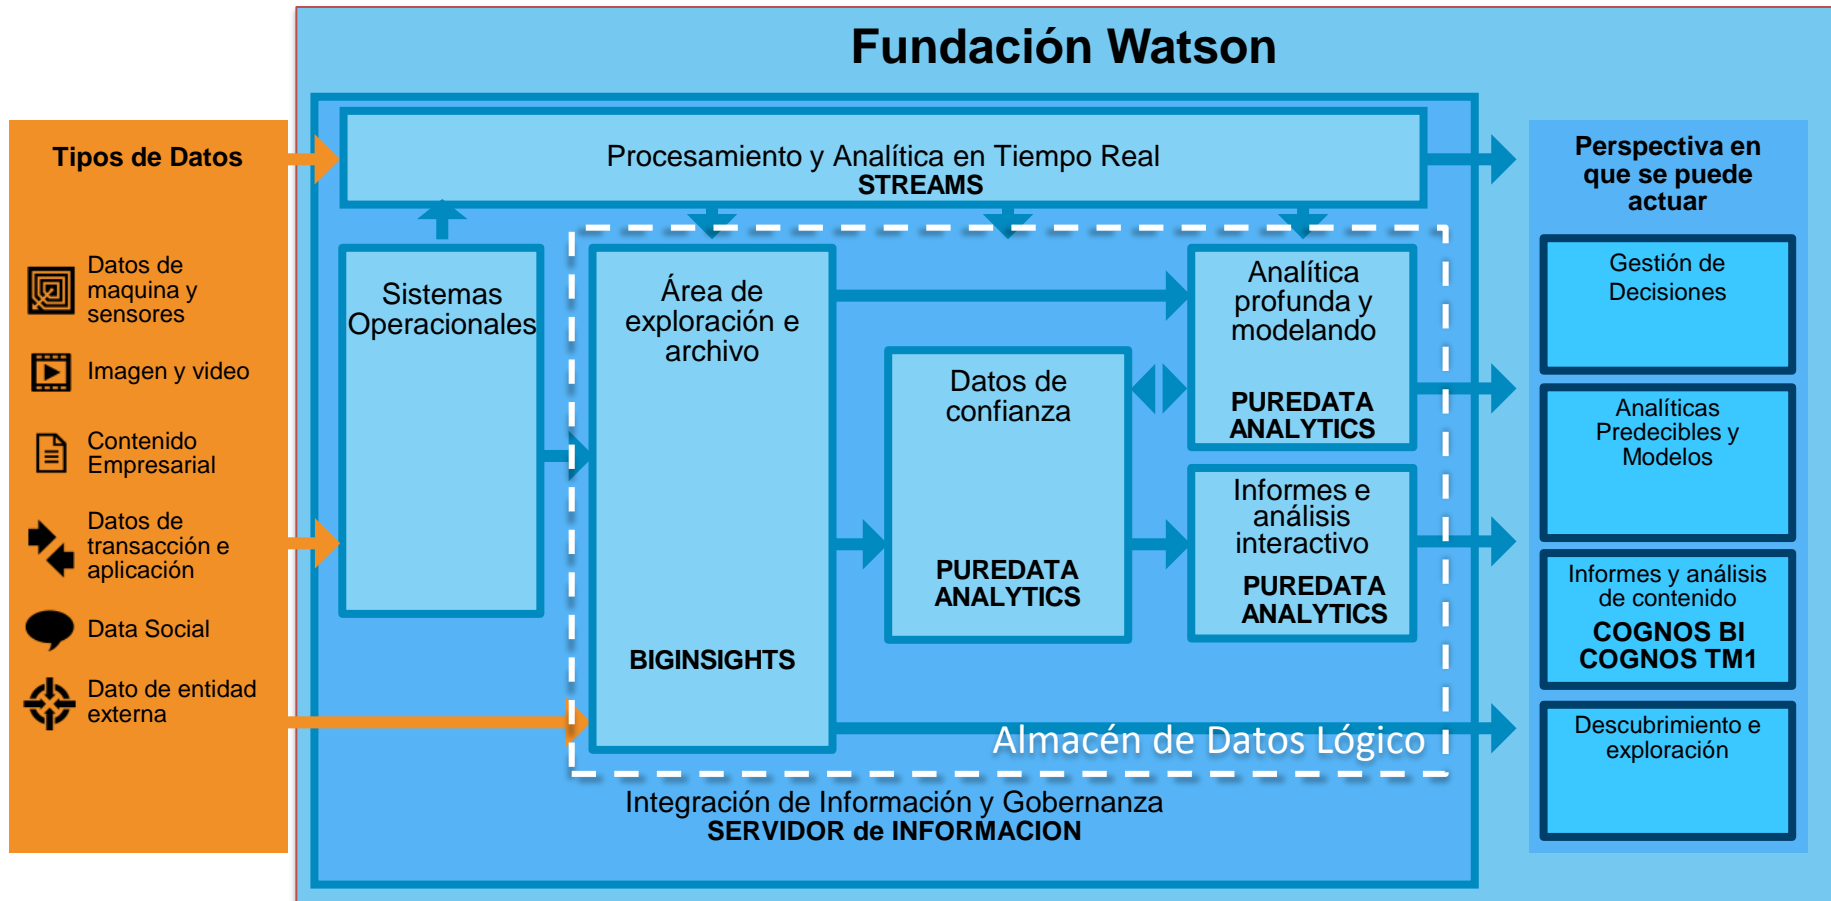 Fundación Watson
Tipos de Datos
Datos de
maquina y
sensores
Imagen y video
Contenido
Empresarial
Datos de
transacción e
aplicación
Data Social
Dato de entidad
externa
Procesamiento y Analítica en Tiempo Real
STREAMS
Sistemas
Operacionales
Área de
exploración e
archivo
BIGINSIGHTS
Datos de
confianza
PUREDATA
ANALYTICS
Analítica
profunda y
modelando
PUREDATA
ANALYTICS
Informes e
análisis
interactivo
PUREDATA
ANALYTICS
Almacén de Datos Lógico
Integración de Información y Gobernanza
SERVIDOR de INFORMACION
Perspectiva en
que se puede
actuar
Gestión de
Decisiones
Analíticas
Predecibles y
Modelos
Informes y análisis
de contenido
COGNOS BI
COGNOS TM1
Descubrimiento e
exploración